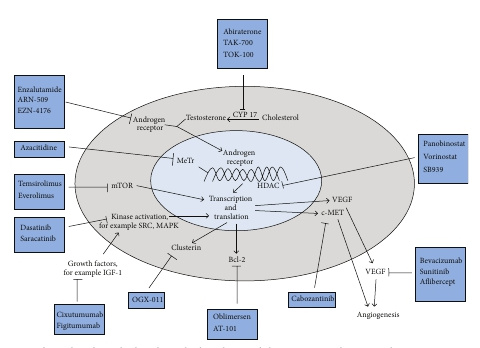 Abiraterone
TAK-700
TOK-100
Enzalutamide
ARN-509
EZN-4176
Androgen
receptor
Testosterone
CYP 17
Cholesterol
Azacitidine
MeTr
Androgen
receptor
HDAC
Panobinostat
Vorinostat
SB939
Temsirolimus
Everolimus
mTOR
Transcription
and
translation
VEGF
c-MET
Dasatinib
Saracatinib
Kinase activation,
for example SRC, MAPK
Clusterin
Bcl-2
Growth factors,
for example IGF-1
VEGF
Bevacizumab
Sunitinib
Aflibercept
OGX-011
Cabozantinib
Cixutumumab
Figitumumab
Oblimersen
AT-101
Angiogenesis